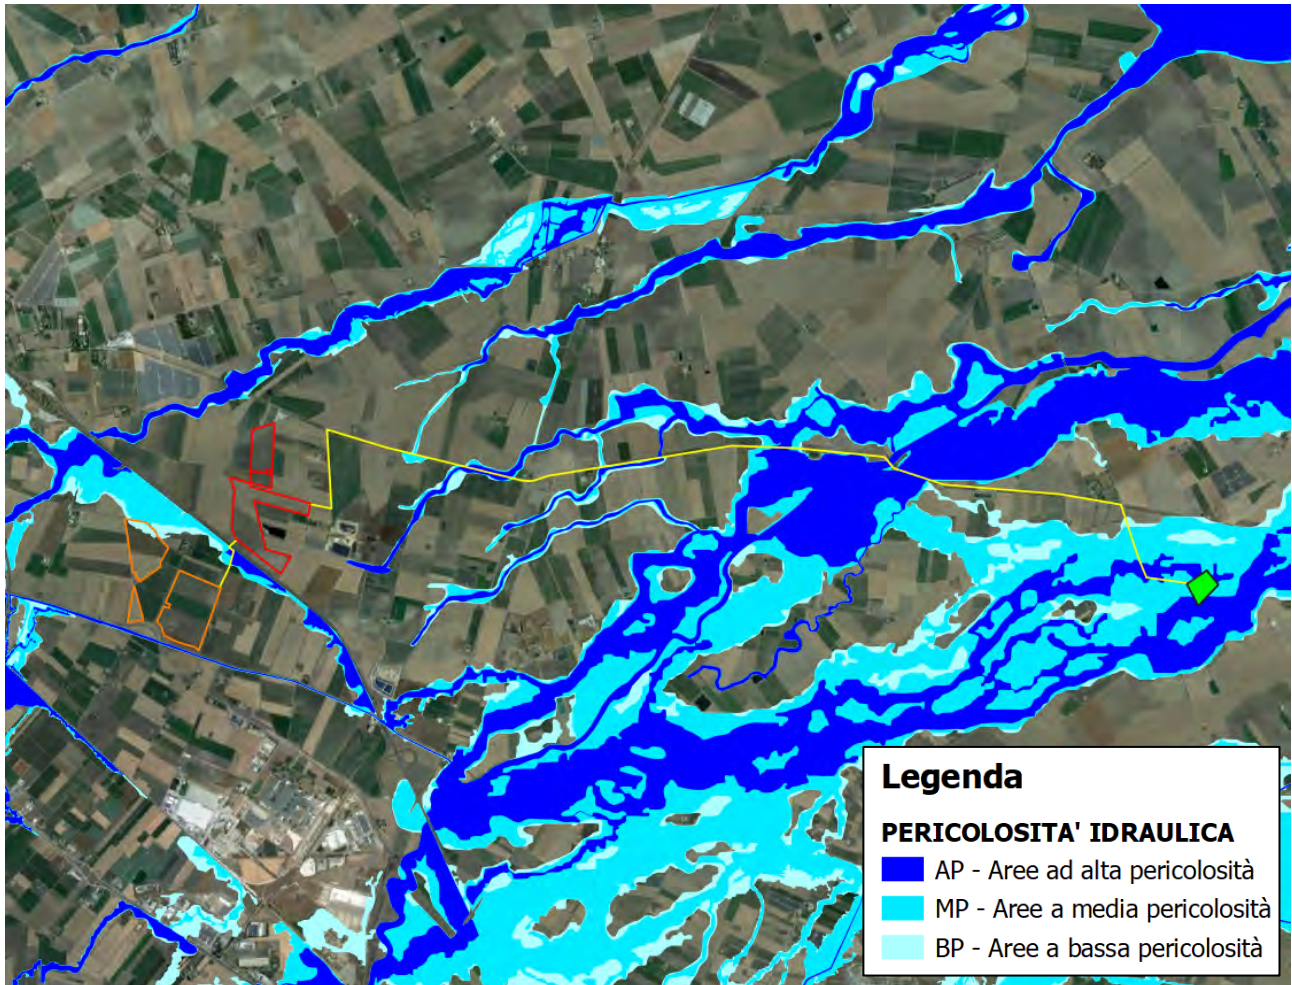 Legenda
PERICOLOSITA' IDRAULICA
AP - Aree ad alta pericolosità
MP - Aree a media pericolosità
BP - Aree a bassa pericolosità